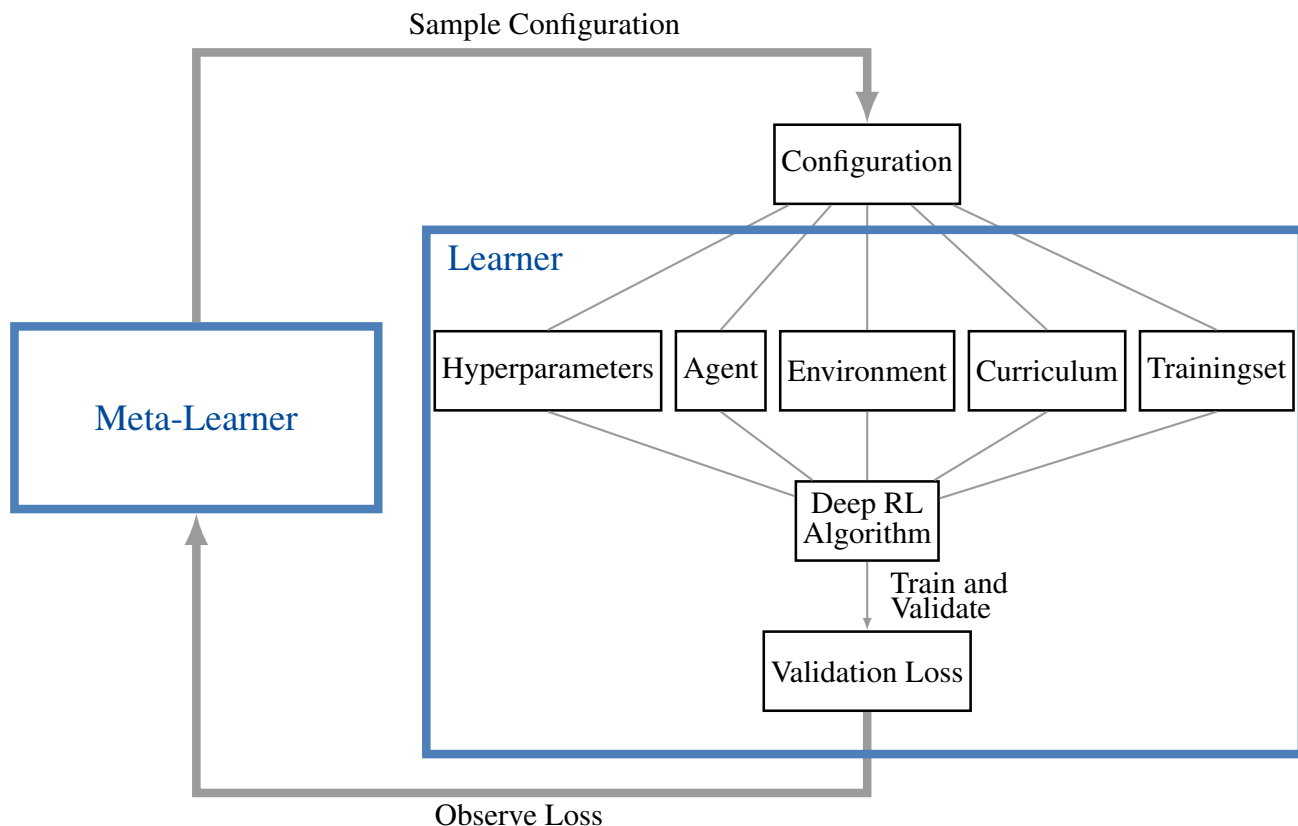 Sample Configuration
Configuration
Learner
Hyperparameters
Agent
Environment
Curriculum
Trainingset
Meta-Learner
Deep RL
Algorithm
Train and
Validate
Validation Loss
Observe Loss